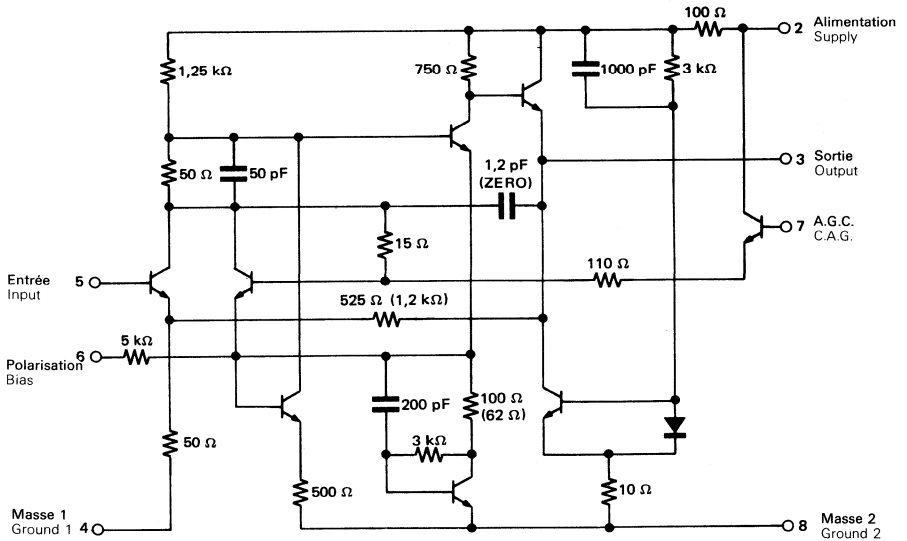 100 Ω
2 Alimentation
Supply
1,25 kΩ
750 Ω
1000 pF
3 kΩ
50 Ω
50 pF
1,2 pF
(ZERO)
3 Sortie
Output
7 A.G.C.
C.A.G.
15 Ω
110 Ω
Entrée
Input
5
525 Ω (1,2 kΩ)
5 kΩ
6
Polarisation
Bias
200 pF
100 Ω
(62 Ω)
50 Ω
3 kΩ
500 Ω
10 Ω
Masse 1
Ground 1 4
8 Masse 2
Ground 2